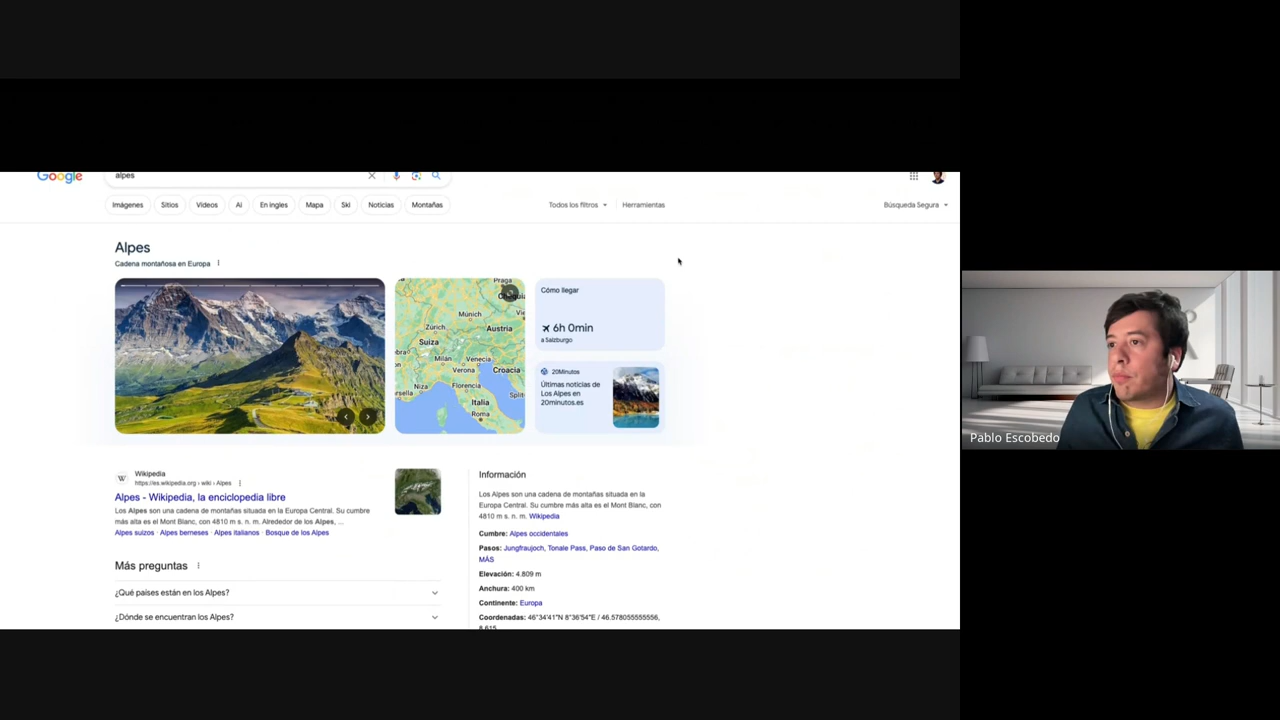 Google
alpes
Imágenes
Sitios
Vídeos
AI
En ingles
Mapa
Ski
Noticias
Montañas
Todos los filtros
Herramientas
Búsqueda Segura
Alpes
Cadena montañosa en Europa
Praga
Múnich
Zúrich
Austria
Suiza
Milán
Venecia
Verona
Croacia
Niza
Florencia
Split
Italia
Roma
Cómo llegar
6h 0min
a Salzburgo
20Minutos
Últimas noticias de
Los Alpes en
20minutos.es
Pablo Escobedo
W
Wikipedia
https://es.wikipedia.org › wiki › Alpes
Alpes - Wikipedia, la enciclopedia libre
Los Alpes son una cadena de montañas situada en la Europa Central. Su cumbre
más alta es el Mont Blanc, con 4810 m s. n. m. Alrededor de los Alpes, ...
Alpes suizos · Alpes berneses · Alpes italianos · Bosque de los Alpes
Más preguntas
¿Qué países están en los Alpes?
¿Dónde se encuentran los Alpes?
Información
Los Alpes son una cadena de montañas situada en la
Europa Central. Su cumbre más alta es el Mont Blanc, con
4810 m s. n. m. Wikipedia
Cumbre: Alpes occidentales
Pasos: Jungfraujoch, Tonale Pass, Paso de San Gotardo,
MÁS
Elevación: 4.809 m
Anchura: 400 km
Continente: Europa
Coordenadas: 46°34′41″N 8°36′54″E / 46.578055555556,
8.615